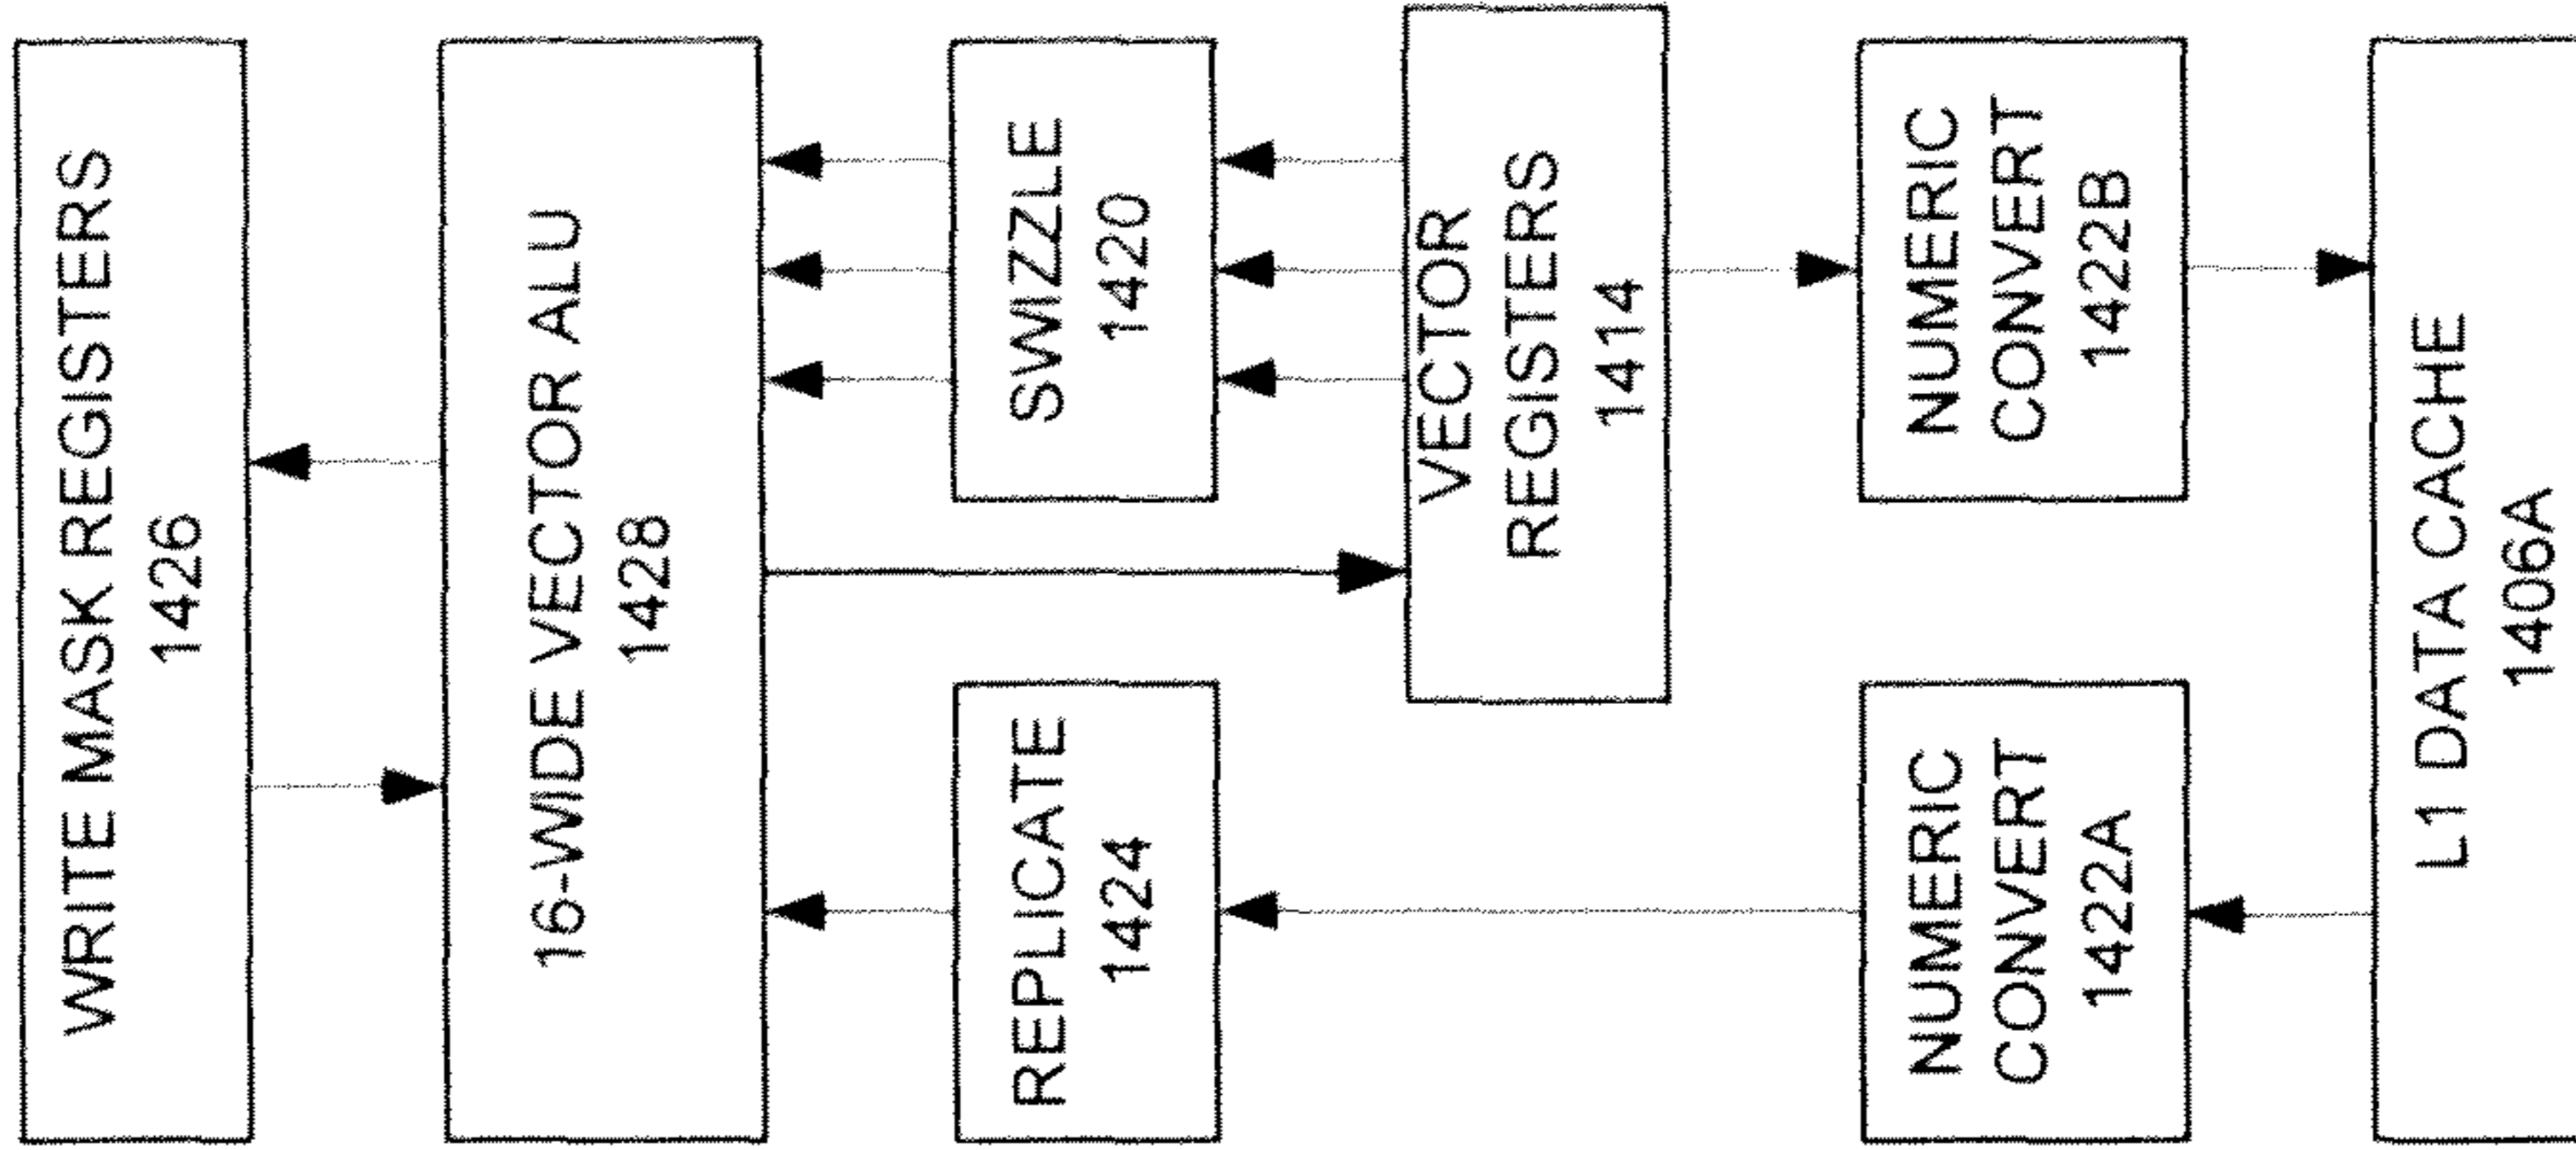 WRITE MASK REGISTERS
1426
16-WIDE VECTOR ALU
1428
REPLICATE
1424
SWIZZLE
1420
VECTOR
REGISTERS
1414
NUMERIC
CONVERT
1422A
NUMERIC
CONVERT
1422B
L1 DATA CACHE
1406A